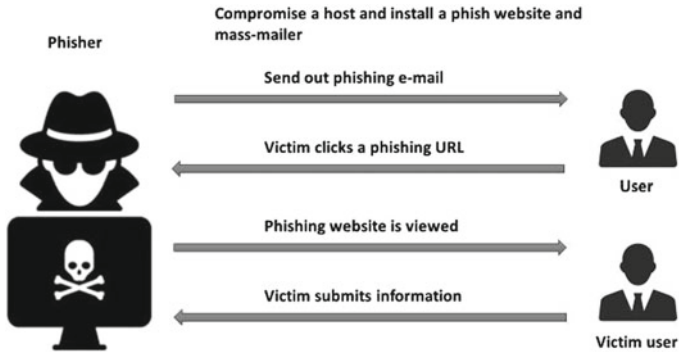 Compromise a host and install a phish website and
mass-mailer
Phisher
Send out phishing e-mail
Victim clicks a phishing URL
User
Phishing website is viewed
Victim submits information
Victim user